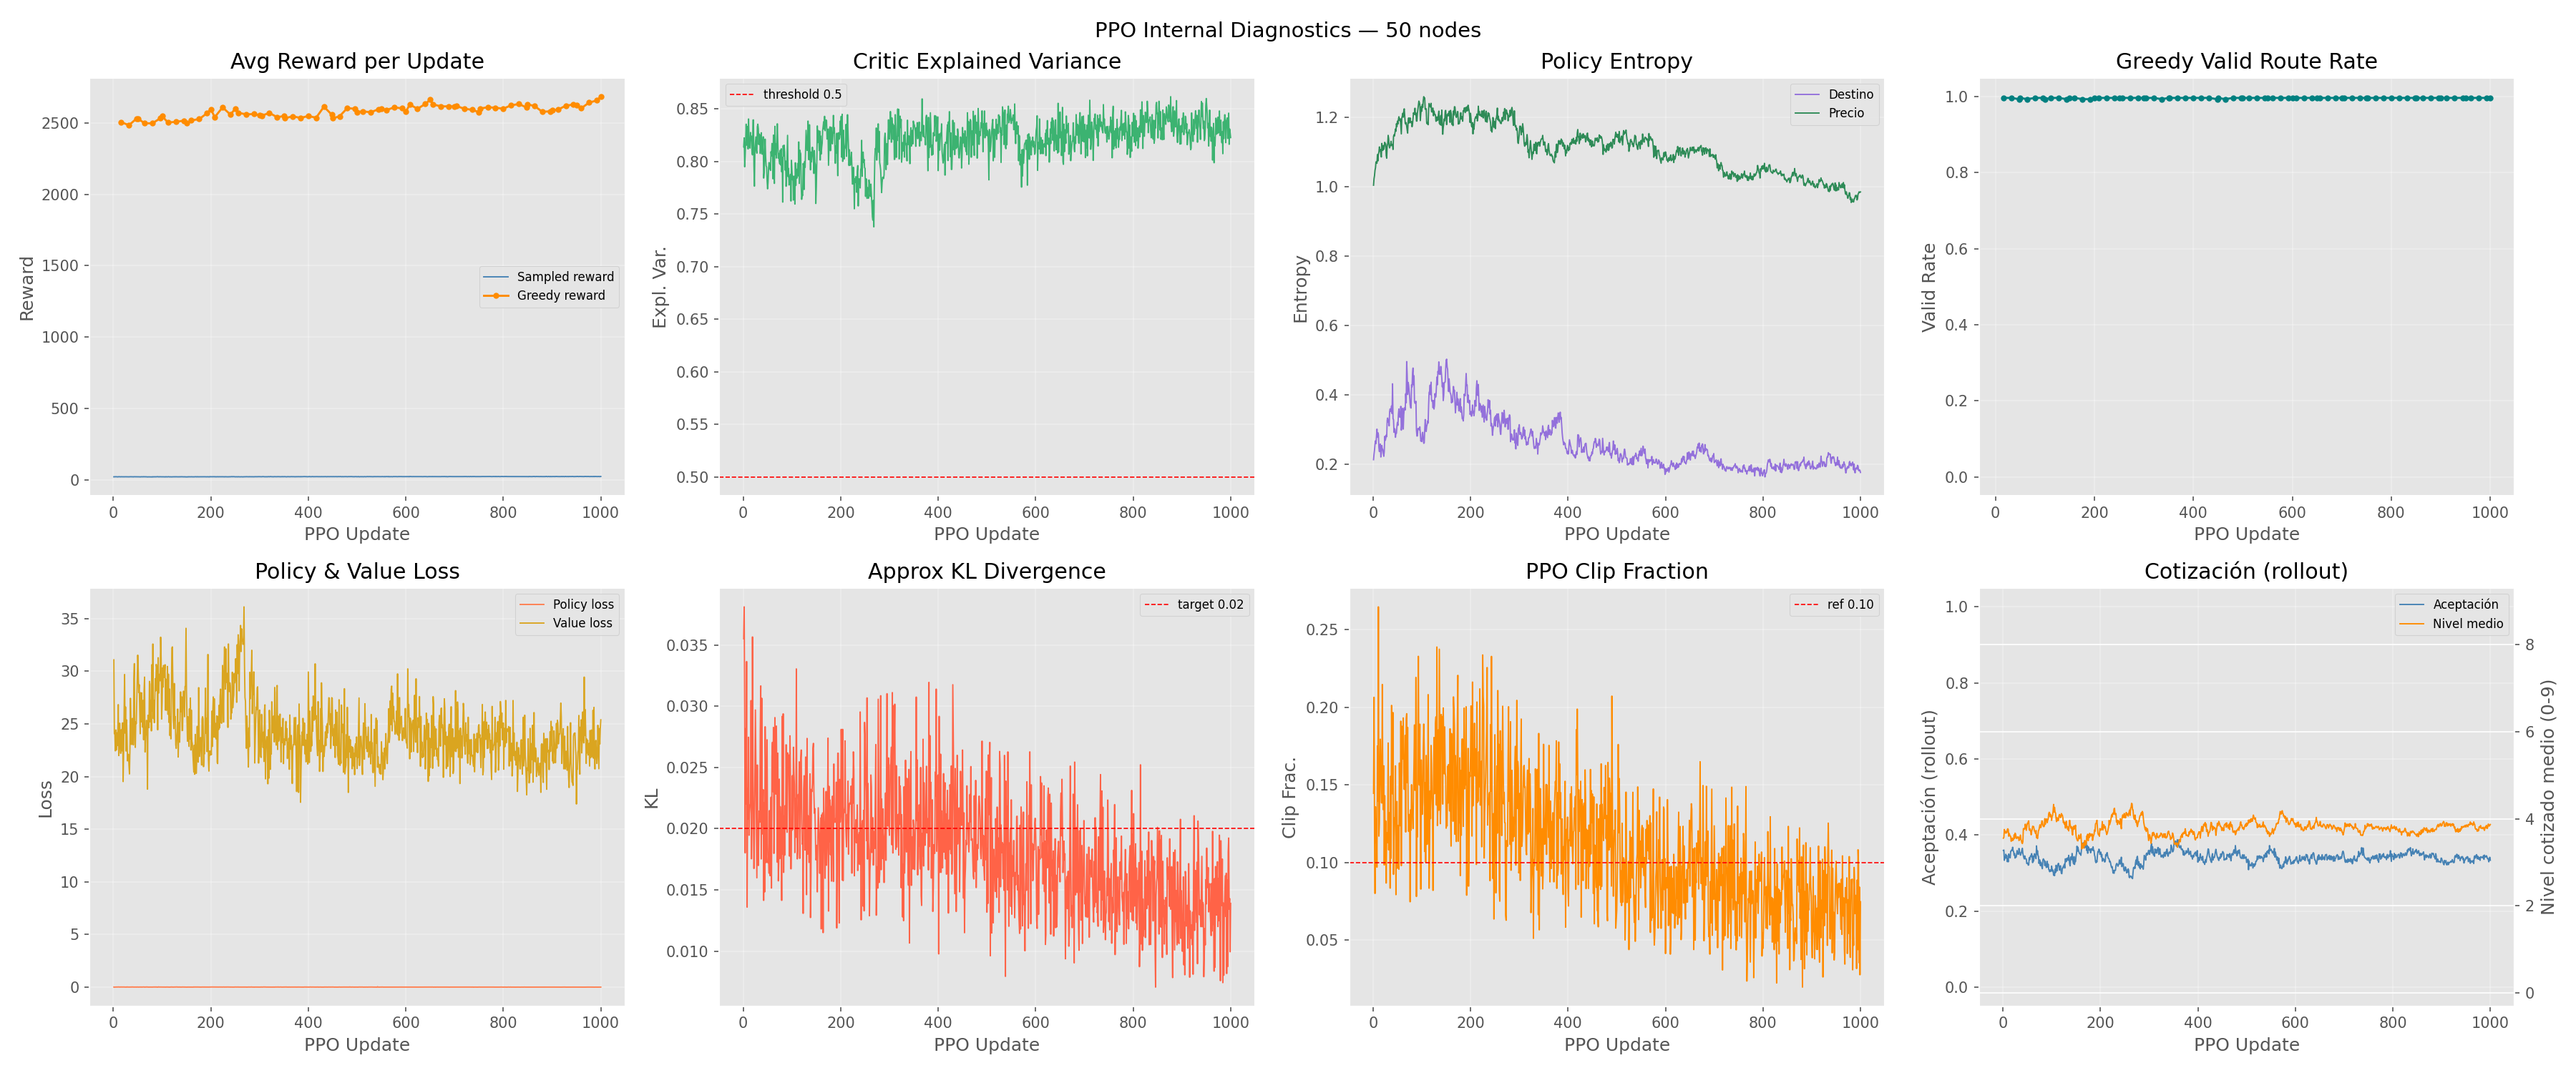 PPO Internal Diagnostics — 50 nodes
Avg Reward per Update
Reward
2500
2000
1500
1000
500
0
Sampled reward
Greedy reward
0 200 400 600 800 1000
PPO Update
Critic Explained Variance
Expl. Var.
threshold 0.5
0.85
0.80
0.75
0.70
0.65
0.60
0.55
0.50
0 200 400 600 800 1000
PPO Update
Policy Entropy
Entropy
Destino
Precio
1.2
1.0
0.8
0.6
0.4
0.2
0 200 400 600 800 1000
PPO Update
Greedy Valid Route Rate
Valid Rate
1.0
0.8
0.6
0.4
0.2
0.0
0 200 400 600 800 1000
PPO Update
Policy & Value Loss
Loss
Policy loss
Value loss
35
30
25
20
15
10
5
0
0 200 400 600 800 1000
PPO Update
Approx KL Divergence
KL
target 0.02
0.035
0.030
0.025
0.020
0.015
0.010
0 200 400 600 800 1000
PPO Update
PPO Clip Fraction
Clip Frac.
ref 0.10
0.25
0.20
0.15
0.10
0.05
0 200 400 600 800 1000
PPO Update
Cotización (rollout)
Aceptación (rollout)
Aceptación
Nivel medio
1.0
0.8
0.6
0.4
0.2
0.0
8
6
4
2
0
Nivel cotizado medio (0-9)
0 200 400 600 800 1000
PPO Update